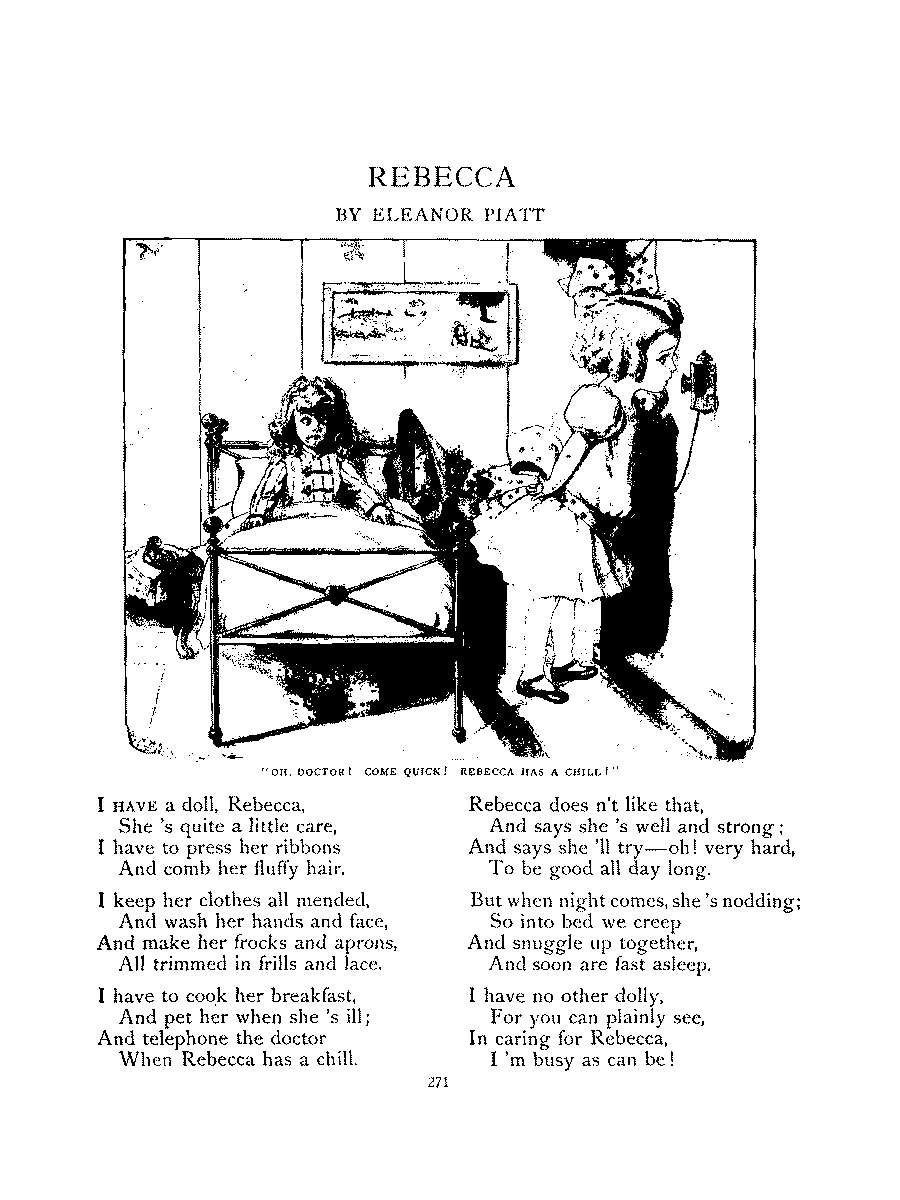 REBECCA
BY ELEANOR PIATT
"OH, DOCTOR! COME QUICK! REBECCA HAS A CHILL!"
I HAVE a doll, Rebecca,
She 's quite a little care,
I have to press her ribbons
And comb her fluffy hair.
I keep her clothes all mended,
And wash her hands and face,
And make her frocks and aprons,
All trimmed in frills and lace.
I have to cook her breakfast,
And pet her when she 's ill;
And telephone the doctor
When Rebecca has a chill.
Rebecca does n't like that,
And says she 's well and strong;
And says she 'll try—oh! very hard,
To be good all day long.
But when night comes, she 's nodding;
So into bed we creep
And snuggle up together,
And soon are fast asleep.
I have no other dolly,
For you can plainly see,
In caring for Rebecca,
I 'm busy as can be!
271